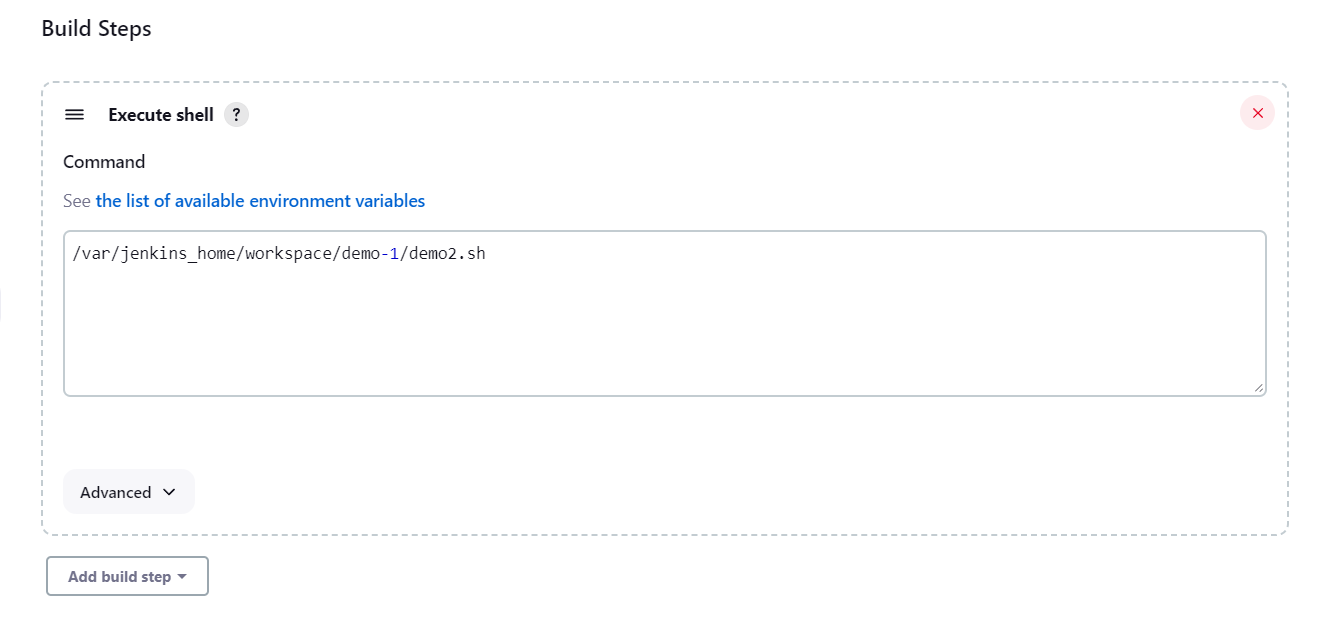 Build Steps
Execute shell ?
Command
See the list of available environment variables
/var/jenkins_home/workspace/demo-1/demo2.sh
Advanced
Add build step